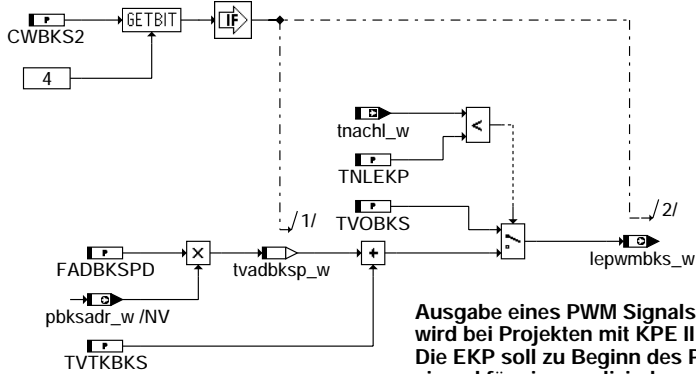 CWBKS2
P
GETBIT
IF
4
tnachl_w
<
P
TNLEKP
1/
P
TVOBKS
2/
P
FADBKSPD
X
tvadbksp_w
+
lepwmbks_w
pbksadr_w /NV
P
TVTKBKS
Ausgabe eines PWM Signals
wird bei Projekten mit KPE II
Die EKP soll zu Beginn des